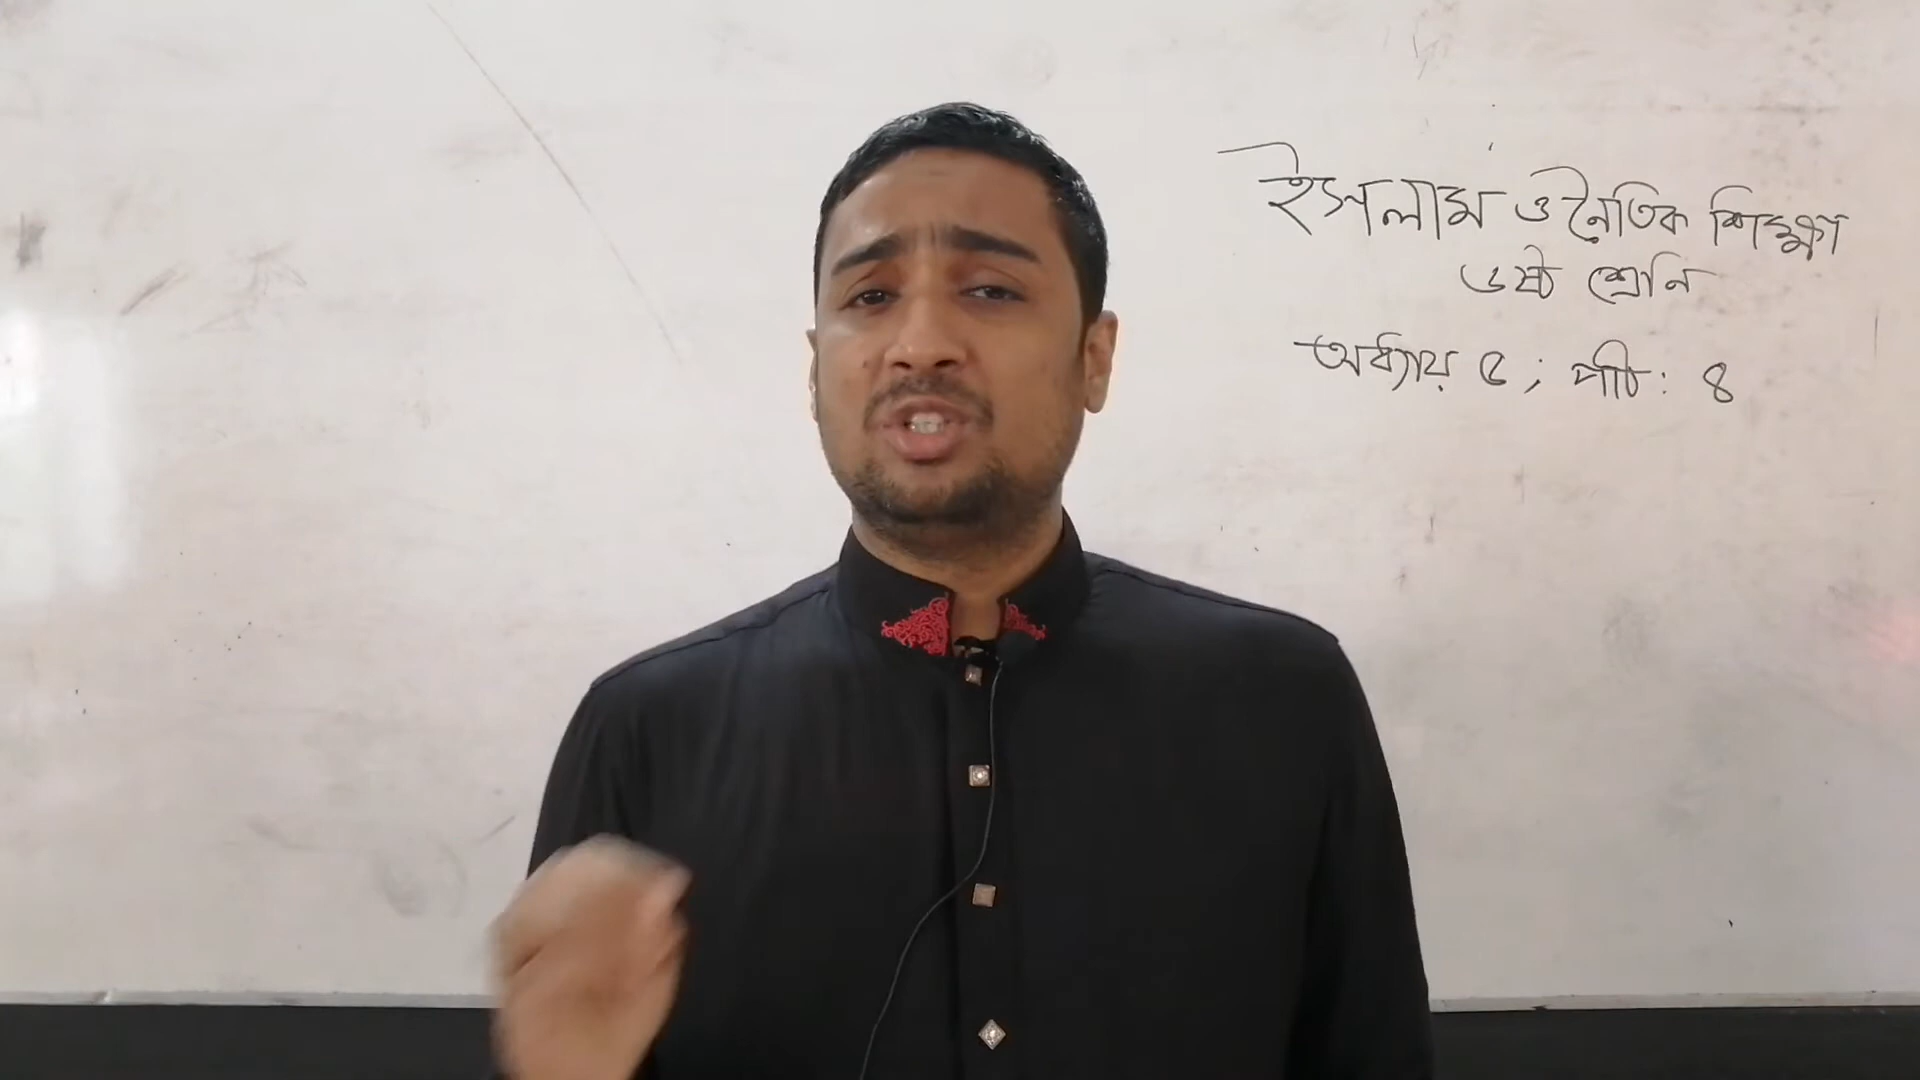 ইসলাম ও নৈতিক শিক্ষা
৬ষ্ঠ শ্রেনি
অধ্যায় ৫; পাঠ: ৪